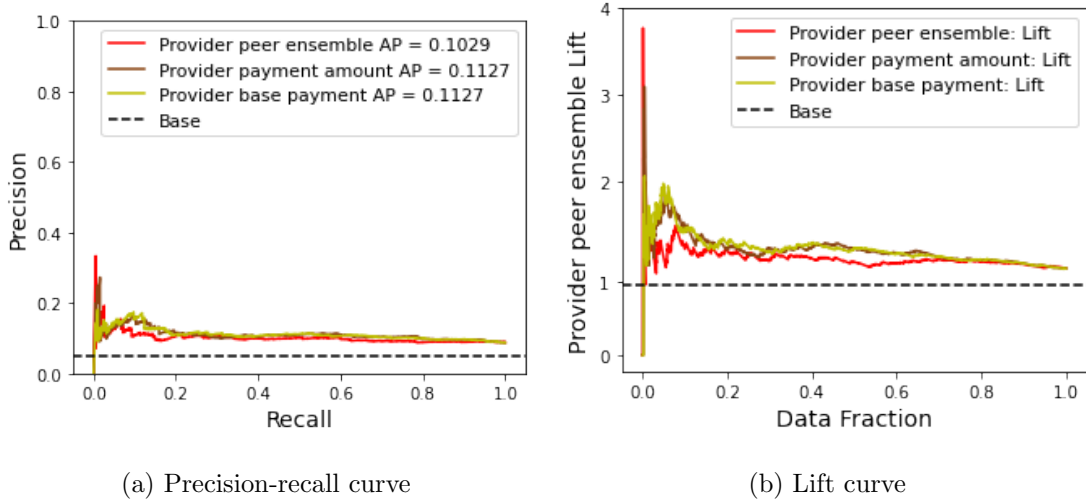 1.0
0.8
0.6
0.4
0.2
0.0
Precision
Provider peer ensemble AP = 0.1029
Provider payment amount AP = 0.1127
Provider base payment AP = 0.1127
Base
0.0 0.2 0.4 0.6 0.8 1.0
Recall
(a) Precision-recall curve
4
3
2
1
0
Provider peer ensemble Lift
Provider peer ensemble: Lift
Provider payment amount: Lift
Provider base payment: Lift
Base
0.0 0.2 0.4 0.6 0.8 1.0
Data Fraction
(b) Lift curve